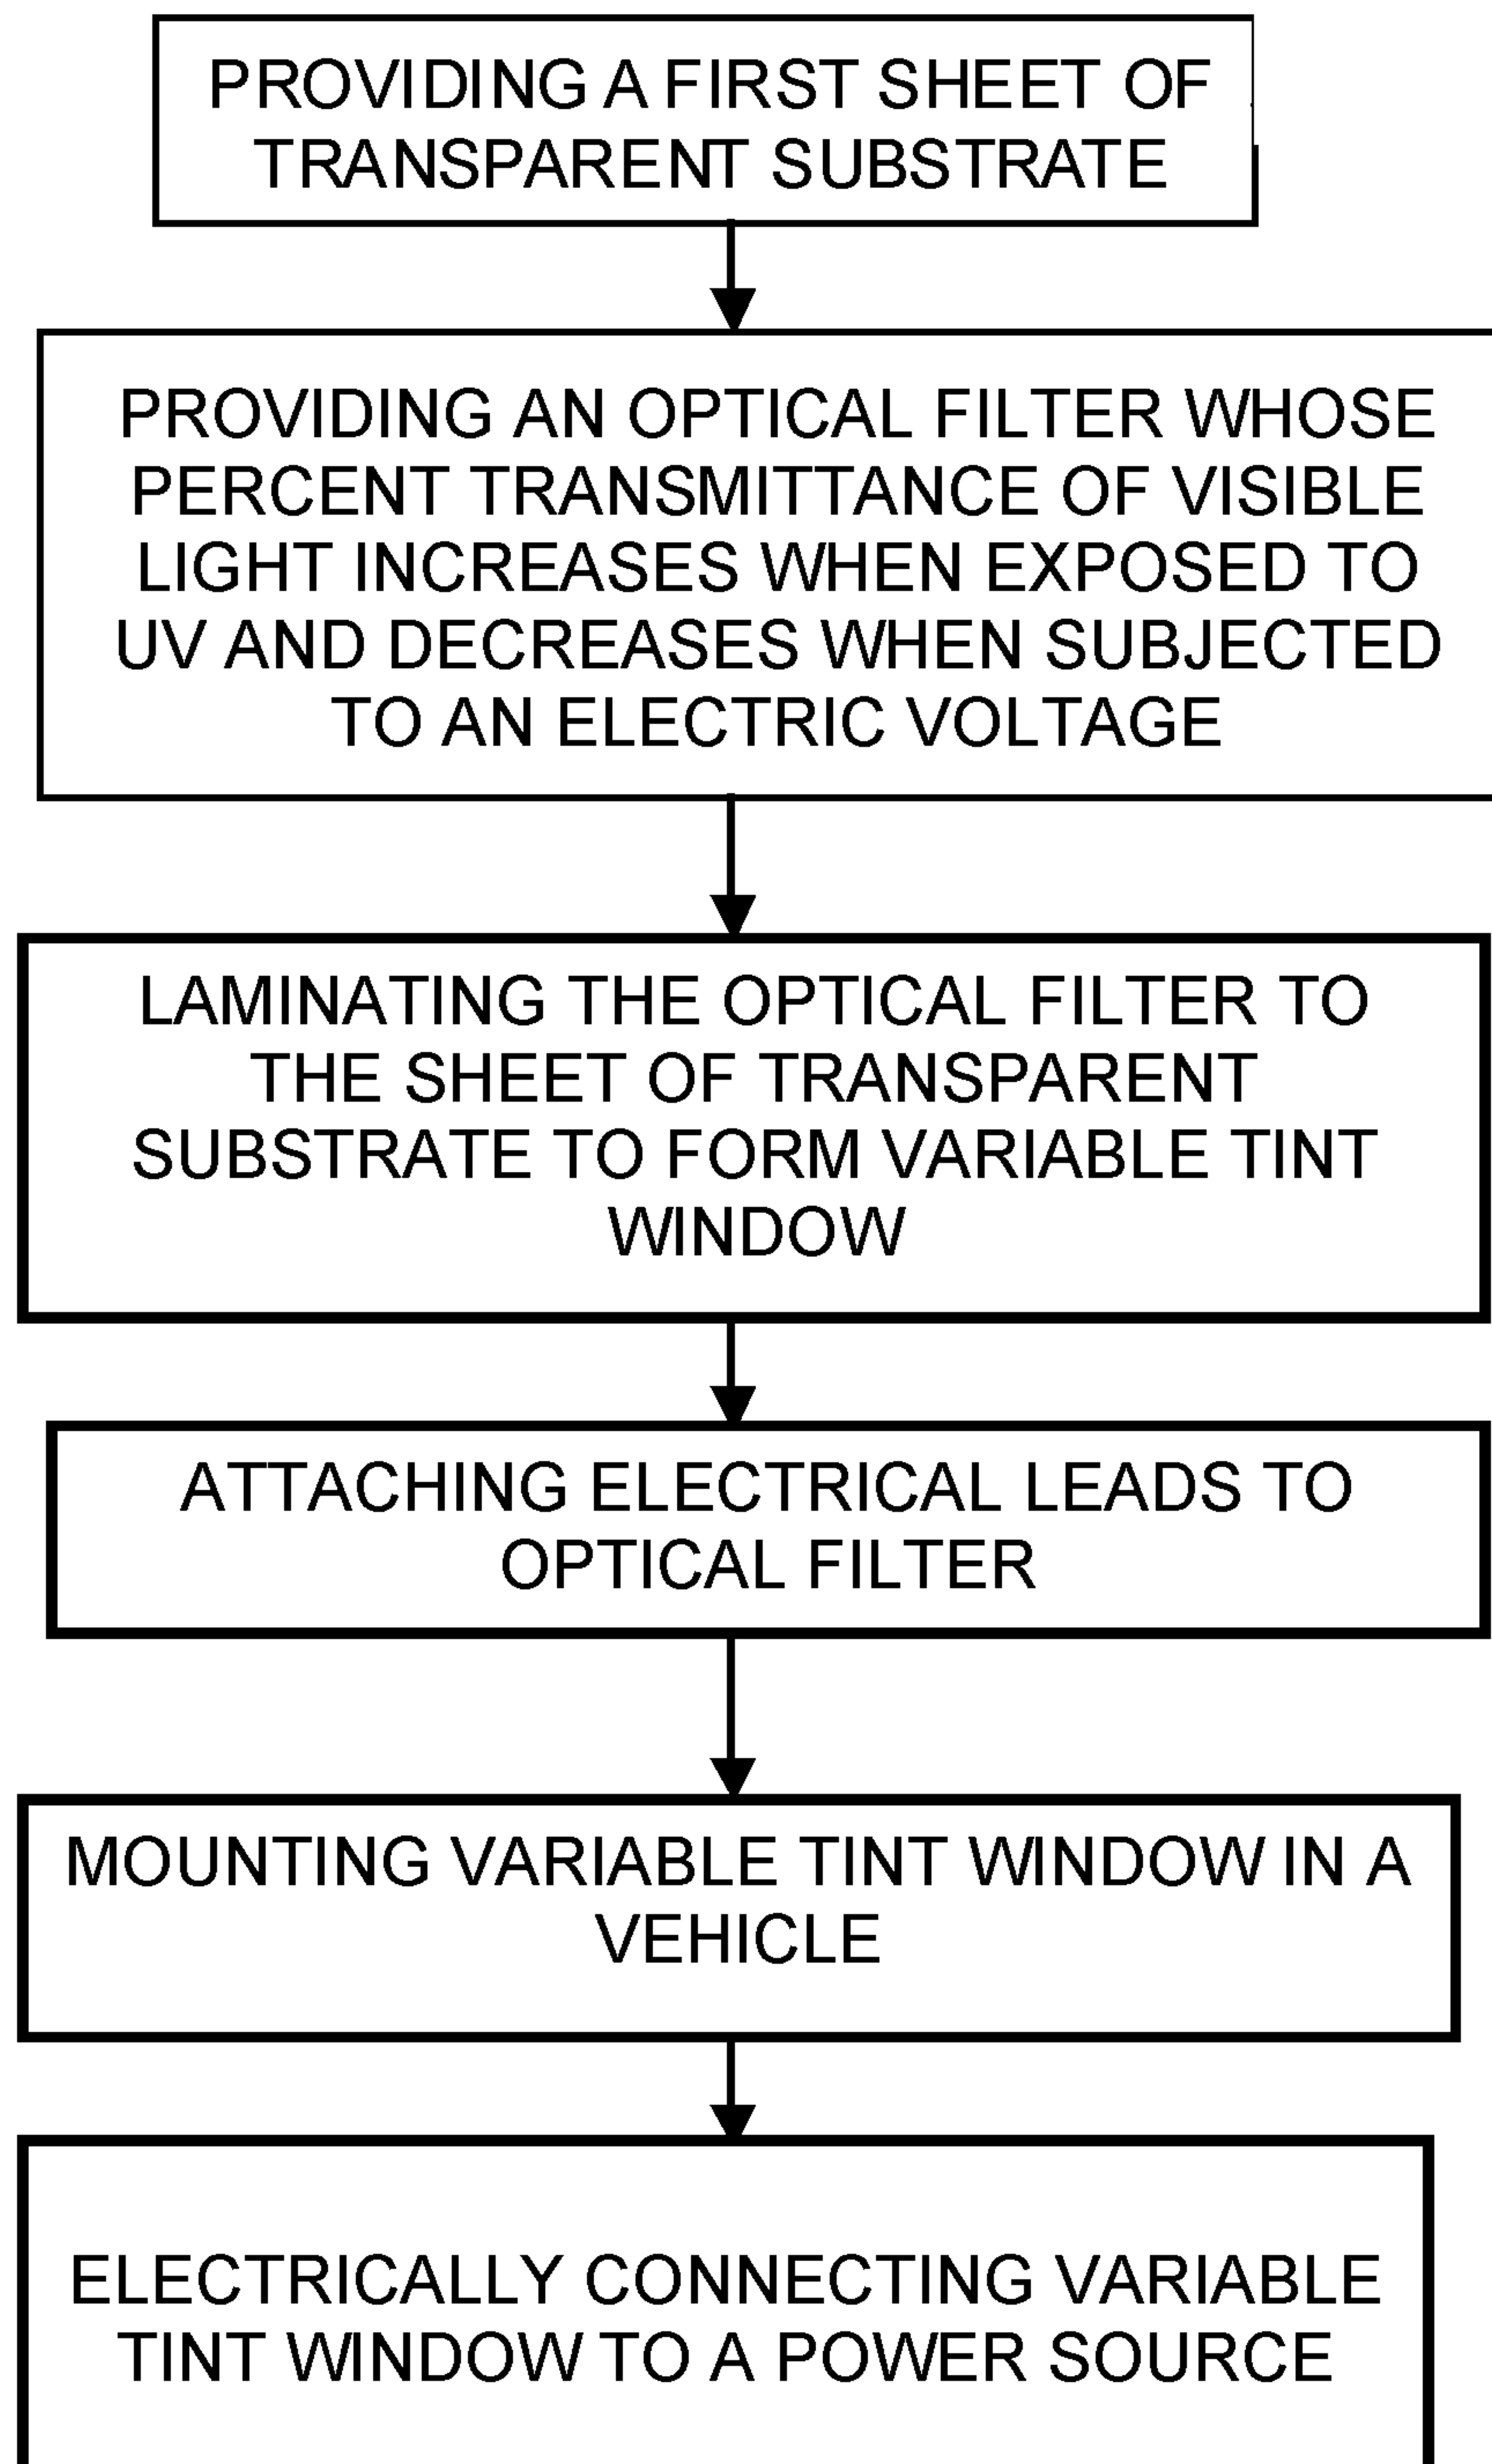 PROVIDING A FIRST SHEET OF
TRANSPARENT SUBSTRATE
PROVIDING AN OPTICAL FILTER WHOSE
PERCENT TRANSMITTANCE OF VISIBLE
LIGHT INCREASES WHEN EXPOSED TO
UV AND DECREASES WHEN SUBJECTED
TO AN ELECTRIC VOLTAGE
LAMINATING THE OPTICAL FILTER TO
THE SHEET OF TRANSPARENT
SUBSTRATE TO FORM VARIABLE TINT
WINDOW
ATTACHING ELECTRICAL LEADS TO
OPTICAL FILTER
MOUNTING VARIABLE TINT WINDOW IN A
VEHICLE
ELECTRICALLY CONNECTING VARIABLE
TINT WINDOW TO A POWER SOURCE